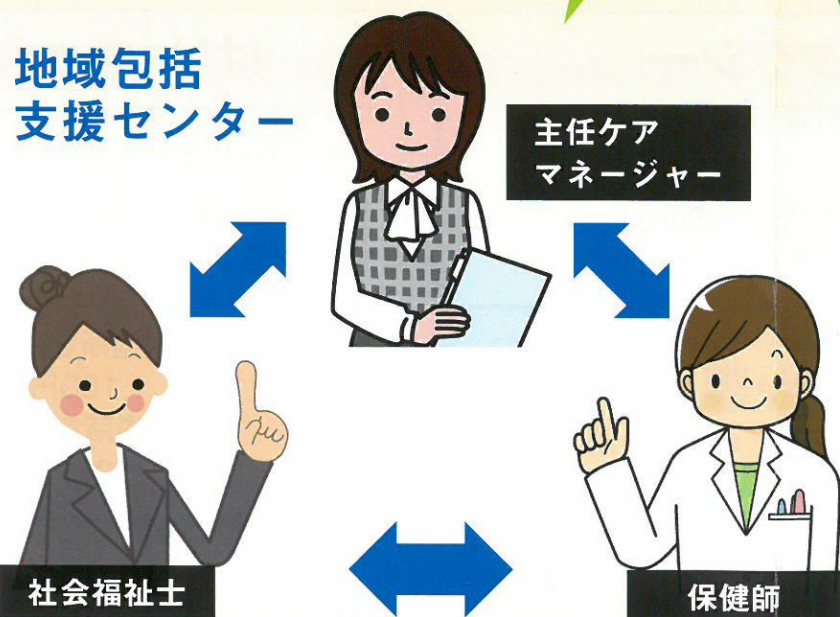 地域包括
支援センター
主任ケア
マネージャー
社会福祉士
保健師